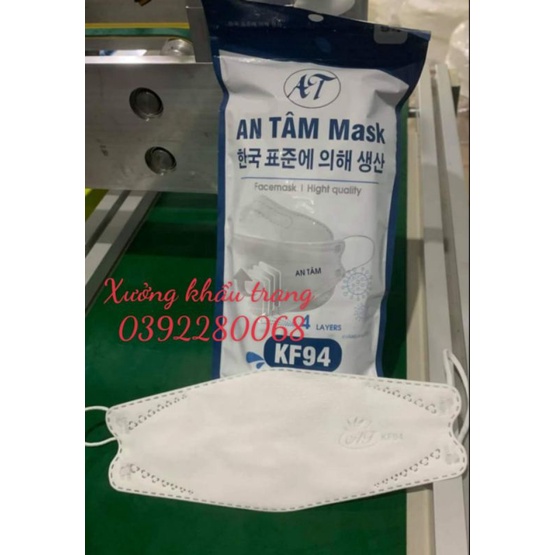 AT
AN TÂM Mask
한국 표준에 의해 생산
Facemask | Hight quality
AN TÂM
Xưởng khẩu trang
0392280068
4 LAYERS
KF94
AT KF94